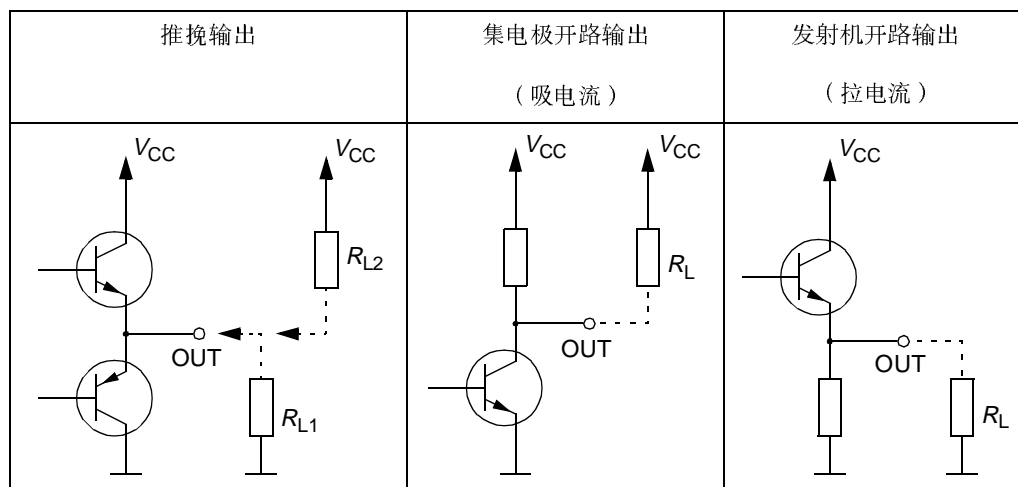 推挽输出
集电极开路输出
（吸电流）
发射机开路输出
（拉电流）
VCC
VCC
RL2
OUT
RL1
VCC
VCC
RL
OUT
VCC
OUT
RL